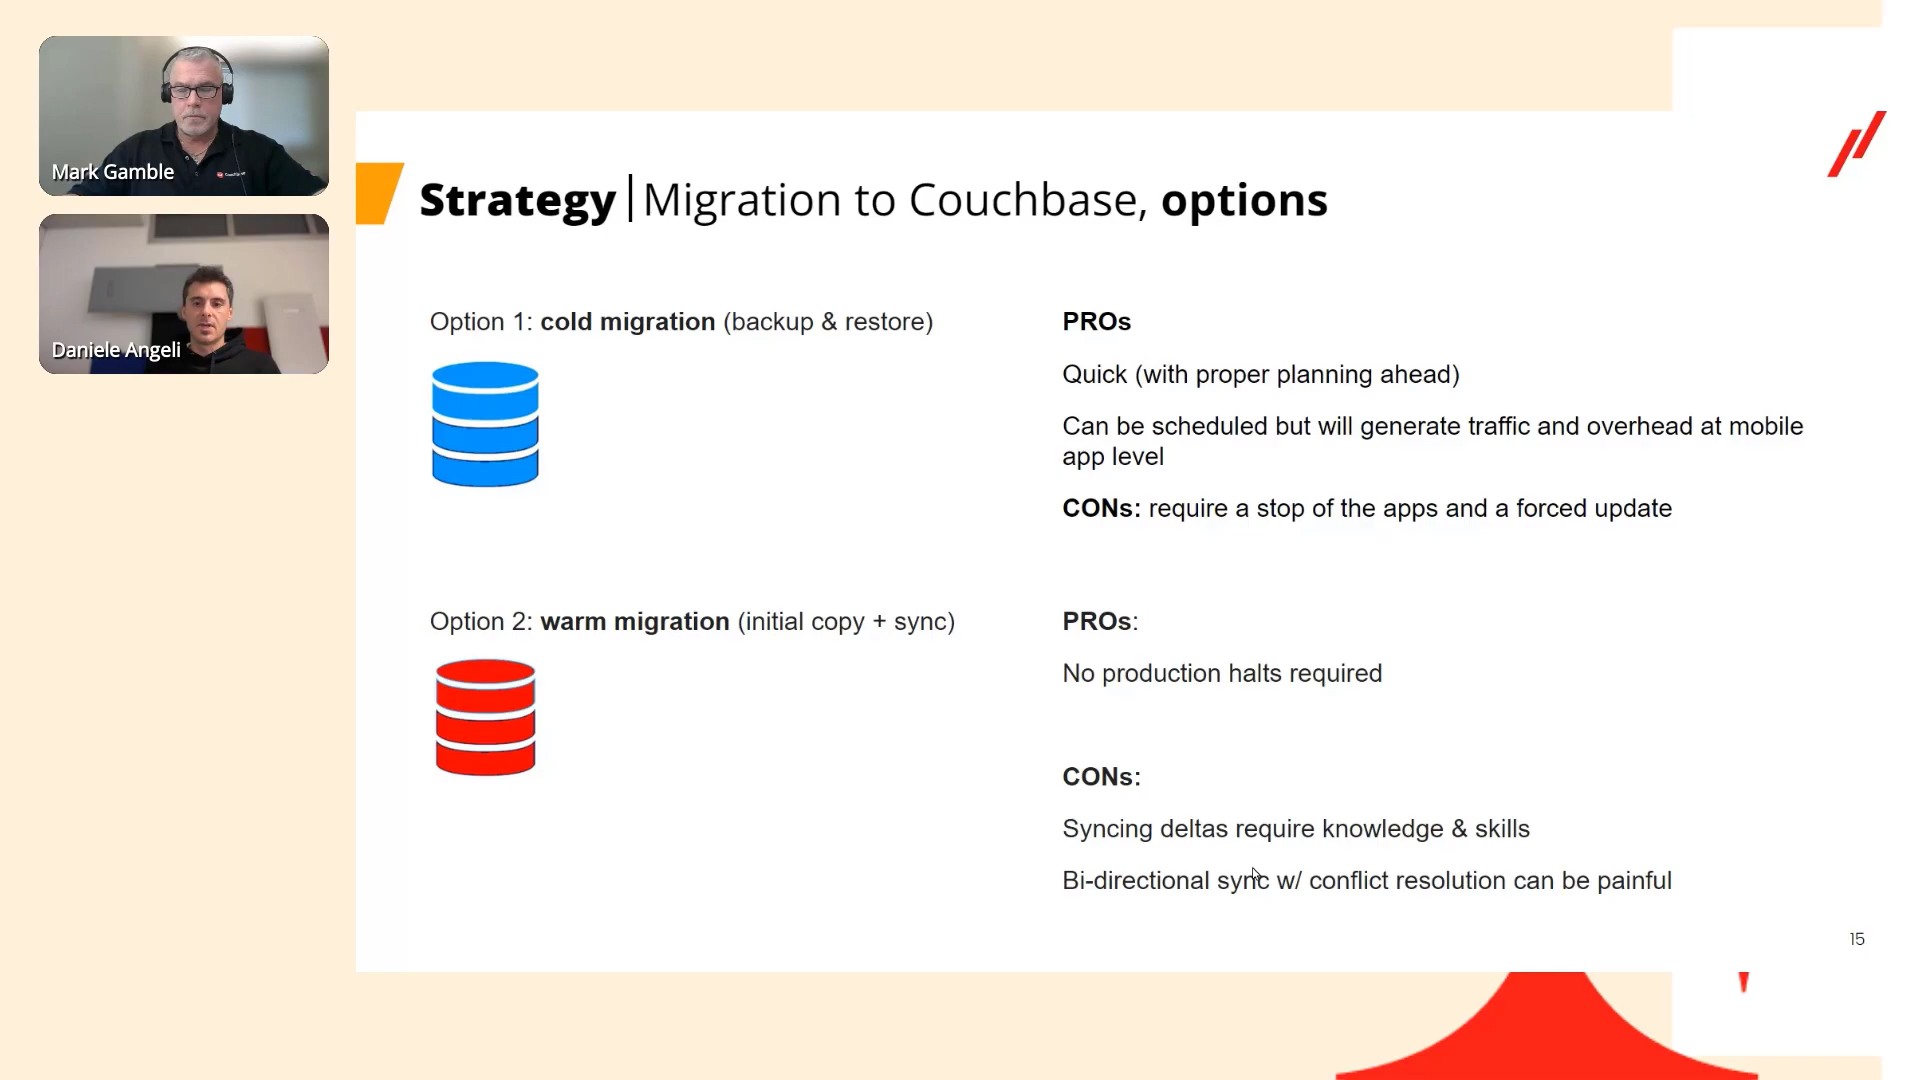 Mark Gamble
Daniele Angeli
Strategy | Migration to Couchbase, options
Option 1: cold migration (backup & restore)
PROs
Quick (with proper planning ahead)
Can be scheduled but will generate traffic and overhead at mobile
app level
CONs: require a stop of the apps and a forced update
Option 2: warm migration (initial copy + sync)
PROs:
No production halts required
CONs:
Syncing deltas require knowledge & skills
Bi-directional sync w/ conflict resolution can be painful
15